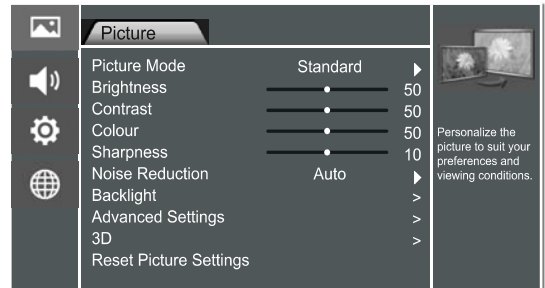 Picture
Picture Mode Standard
Brightness 50
Contrast 50
Colour 50
Sharpness 10
Noise Reduction Auto
Backlight >
Advanced Settings >
3D >
Reset Picture Settings
Personalize the
picture to suit your
preferences and
viewing conditions.